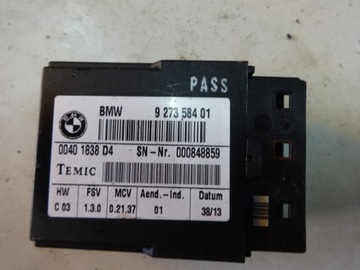 PASS
BMW 9 273 584 01
0040 1838 D4 SN-Nr. 000848859
TEMIC
HW FSV MCV Aend.-Ind. Datum
C 03 1.3.0 0.21.37 01 38/13